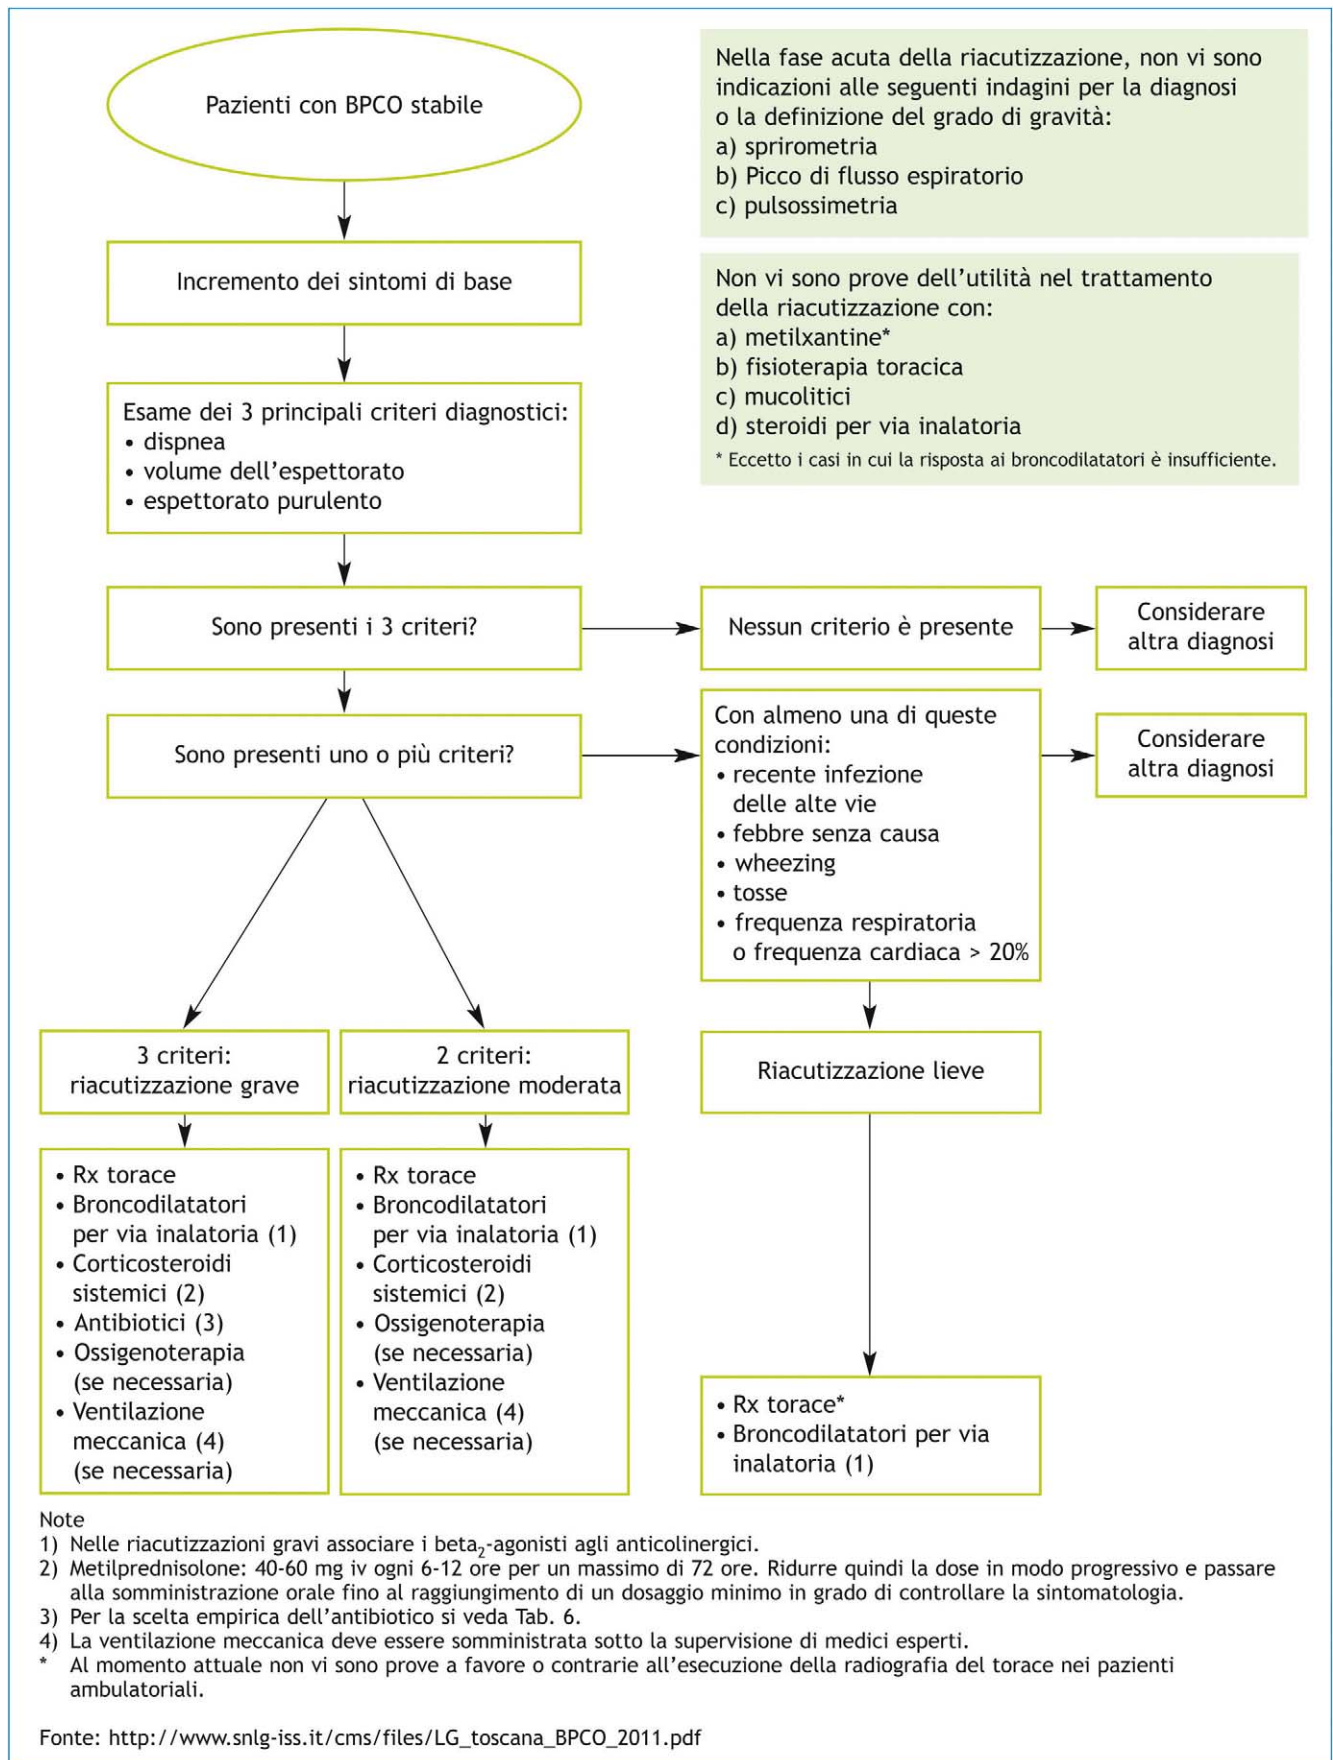 Pazienti con BPCO stabile
Nella fase acuta della riacutizzazione, non vi sono
indicazioni alle seguenti indagini per la diagnosi
o la definizione del grado di gravità:
a) sprirometria
b) Picco di flusso espiratorio
c) pulsossimetria
Incremento dei sintomi di base
Non vi sono prove dell'utilità nel trattamento
della riacutizzazione con:
a) metilxantine*
b) fisioterapia toracica
c) mucolitici
d) steroidi per via inalatoria
* Eccetto i casi in cui la risposta ai broncodilatatori è insufficiente.
Esame dei 3 principali criteri diagnostici:
• dispnea
• volume dell'espettorato
• espettorato purulento
Sono presenti i 3 criteri?
Nessun criterio è presente
Considerare
altra diagnosi
Sono presenti uno o più criteri?
Con almeno una di queste
condizioni:
• recente infezione
delle alte vie
• febbre senza causa
• wheezing
• tosse
• frequenza respiratoria
o frequenza cardiaca > 20%
Considerare
altra diagnosi
3 criteri:
riacutizzazione grave
2 criteri:
riacutizzazione moderata
Riacutizzazione lieve
• Rx torace
• Broncodilatatori
per via inalatoria (1)
• Corticosteroidi
sistemici (2)
• Antibiotici (3)
• Ossigenoterapia
(se necessaria)
• Ventilazione
meccanica (4)
(se necessaria)
• Rx torace
• Broncodilatatori
per via inalatoria (1)
• Corticosteroidi
sistemici (2)
• Ossigenoterapia
(se necessaria)
• Ventilazione
meccanica (4)
(se necessaria)
• Rx torace*
• Broncodilatatori per via
inalatoria (1)
Note
1) Nelle riacutizzazioni gravi associare i beta2-agonisti agli anticolinergici.
2) Metilprednisolone: 40-60 mg iv ogni 6-12 ore per un massimo di 72 ore. Ridurre quindi la dose in modo progressivo e passare
alla somministrazione orale fino al raggiungimento di un dosaggio minimo in grado di controllare la sintomatologia.
3) Per la scelta empirica dell'antibiotico si veda Tab. 6.
4) La ventilazione meccanica deve essere somministrata sotto la supervisione di medici esperti.
* Al momento attuale non vi sono prove a favore o contrarie all'esecuzione della radiografia del torace nei pazienti
ambulatoriali.
Fonte: http://www.snlg-iss.it/cms/files/LG_toscana_BPCO_2011.pdf